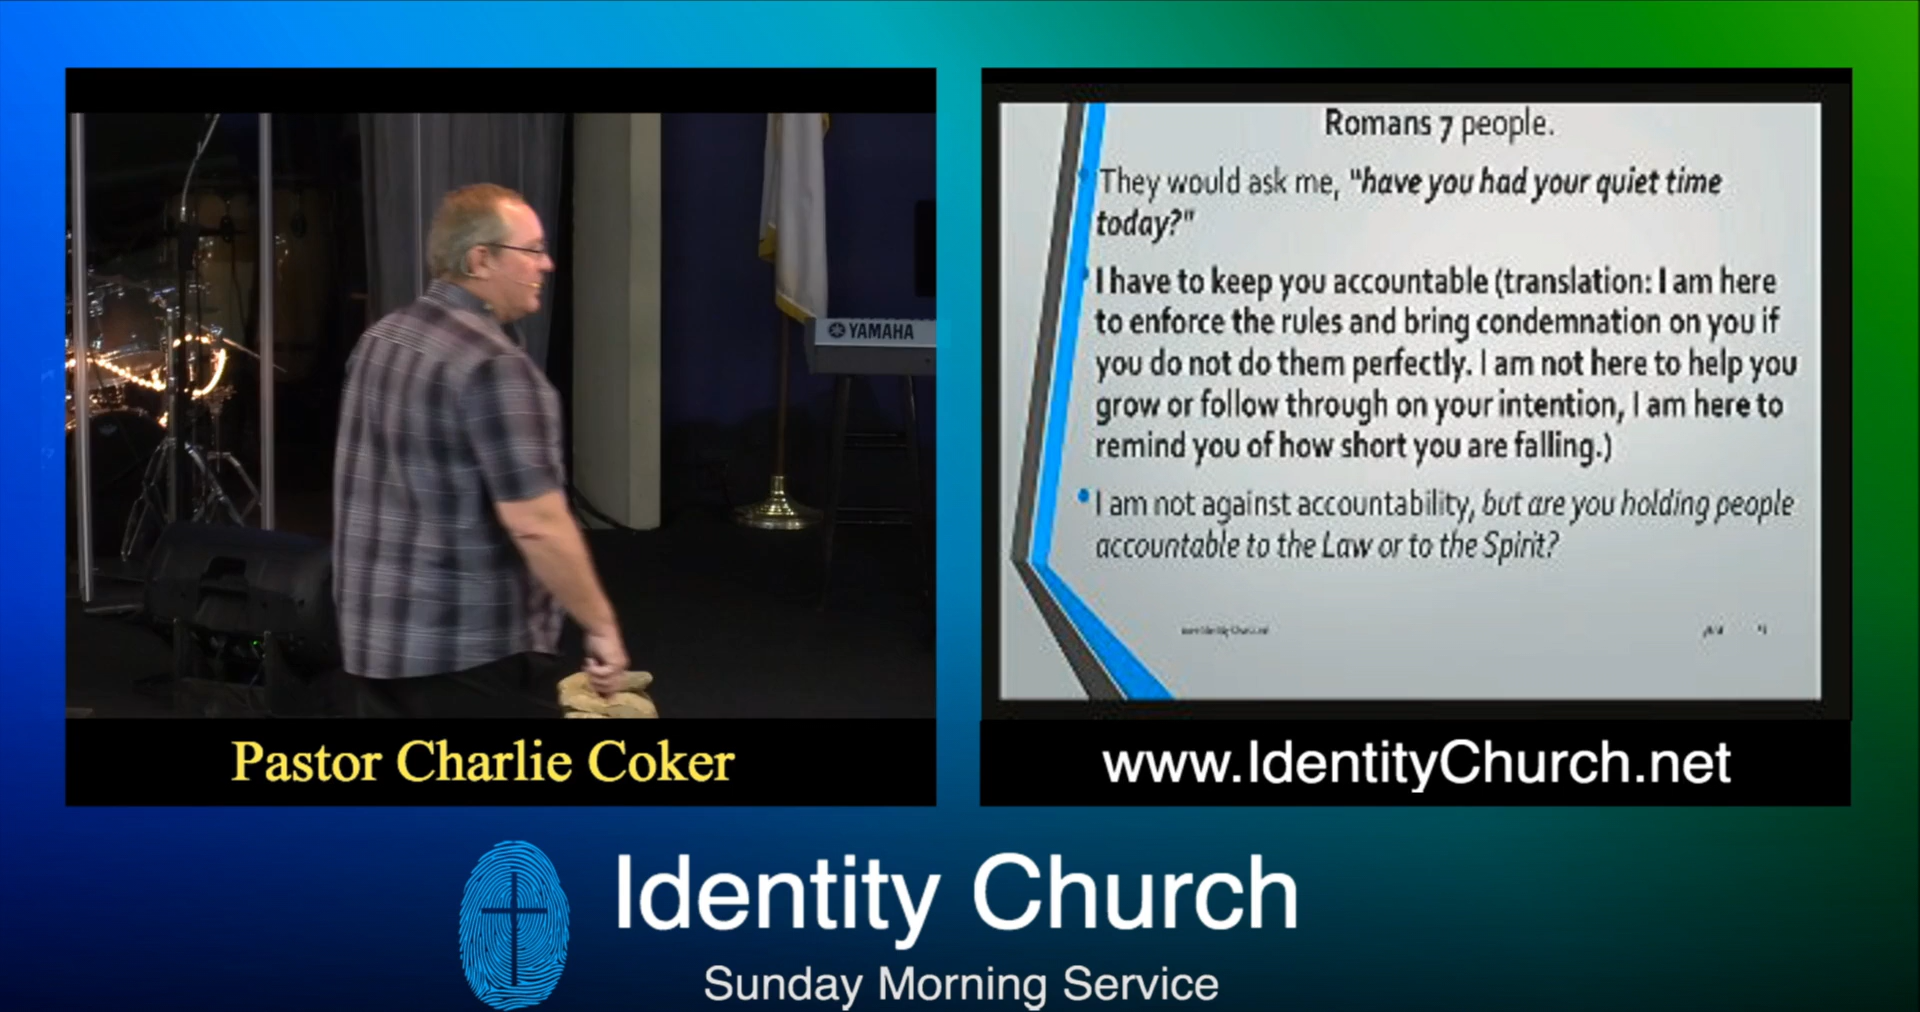 YAMAHA
Pastor Charlie Coker
Romans 7 people.
They would ask me, "have you had your quiet time
today?"
I have to keep you accountable (translation: I am here
to enforce the rules and bring condemnation on you if
you do not do them perfectly. I am not here to help you
grow or follow through on your intention, I am here to
remind you of how short you are falling.)
I am not against accountability, but are you holding people
accountable to the Law or to the Spirit?
www.IdentityChurch.net
Identity Church
Sunday Morning Service